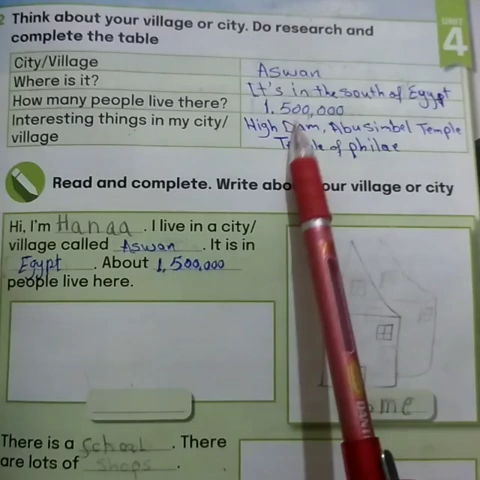 2 Think about your village or city. Do research and
complete the table
UNIT
4
City/Village Aswan
Where is it? It's in the south of Egypt
How many people live there? 1.500,000
Interesting things in my city/ High Dam, Abu simbel Temple
village of philae
Read and complete. Write your village or city
Hi, I'm Hanaa. I live in a city/
village called Aswan. It is in
Egypt. About 1,500,000
people live here.
There is a school. There
are lots of shops.